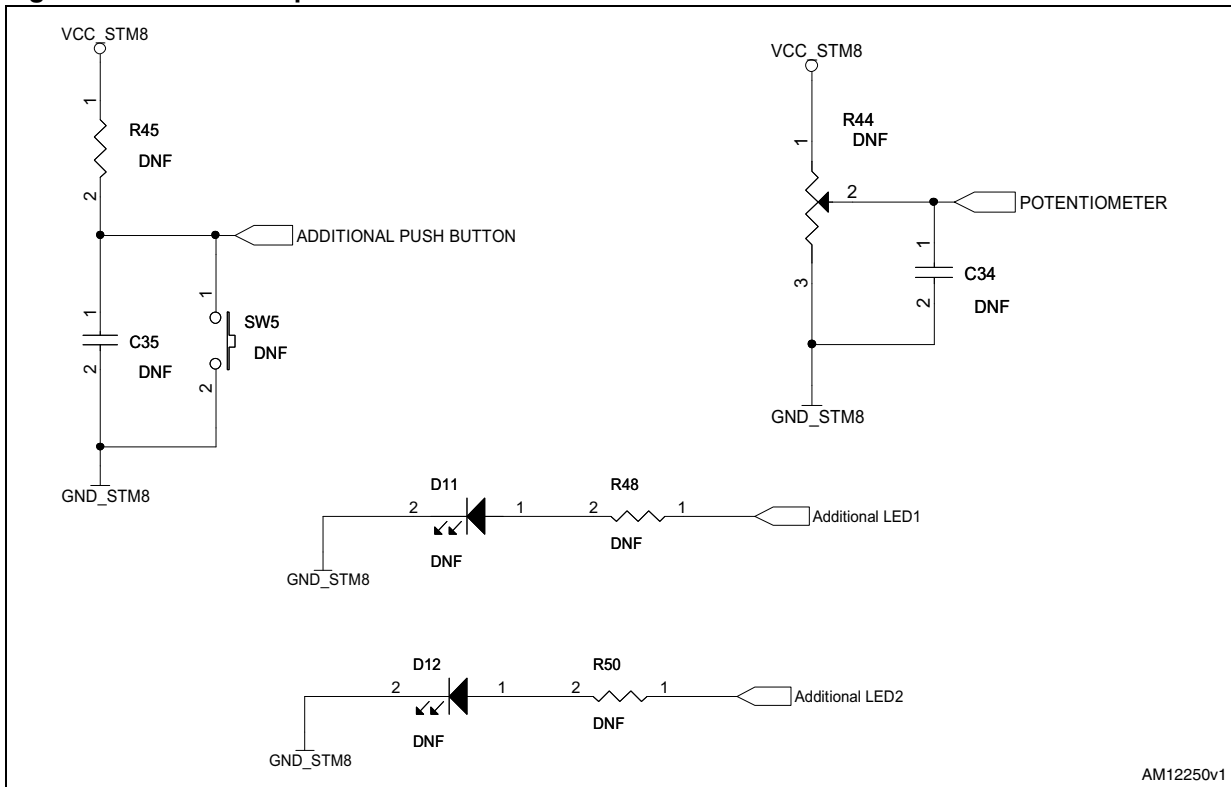 VCC_STM8
1
R45
DNF
2
ADDITIONAL PUSH BUTTON
1
C35
DNF
2
1
SW5
DNF
2
GND_STM8
VCC_STM8
R44
DNF
1
2
POTENTIOMETER
3
1
C34
DNF
2
GND_STM8
D11
2
1
DNF
R48
2
1
DNF
Additional LED1
GND_STM8
D12
2
1
DNF
R50
2
1
DNF
Additional LED2
GND_STM8
AM12250v1